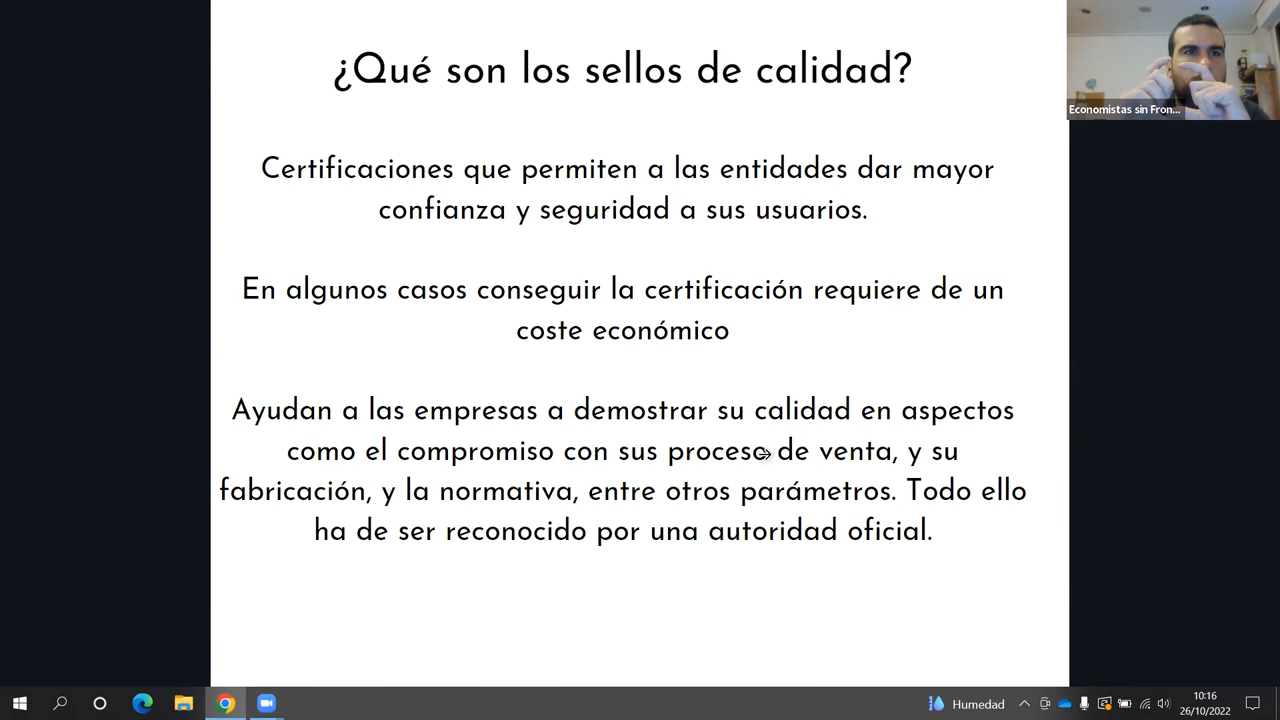 ¿Qué son los sellos de calidad?
Economistas sin Fron...
Certificaciones que permiten a las entidades dar mayor
confianza y seguridad a sus usuarios.
En algunos casos conseguir la certificación requiere de un
coste económico
Ayudan a las empresas a demostrar su calidad en aspectos
como el compromiso con sus proceso de venta, y su
fabricación, y la normativa, entre otros parámetros. Todo ello
ha de ser reconocido por una autoridad oficial.
Humedad
10:16
26/10/2022